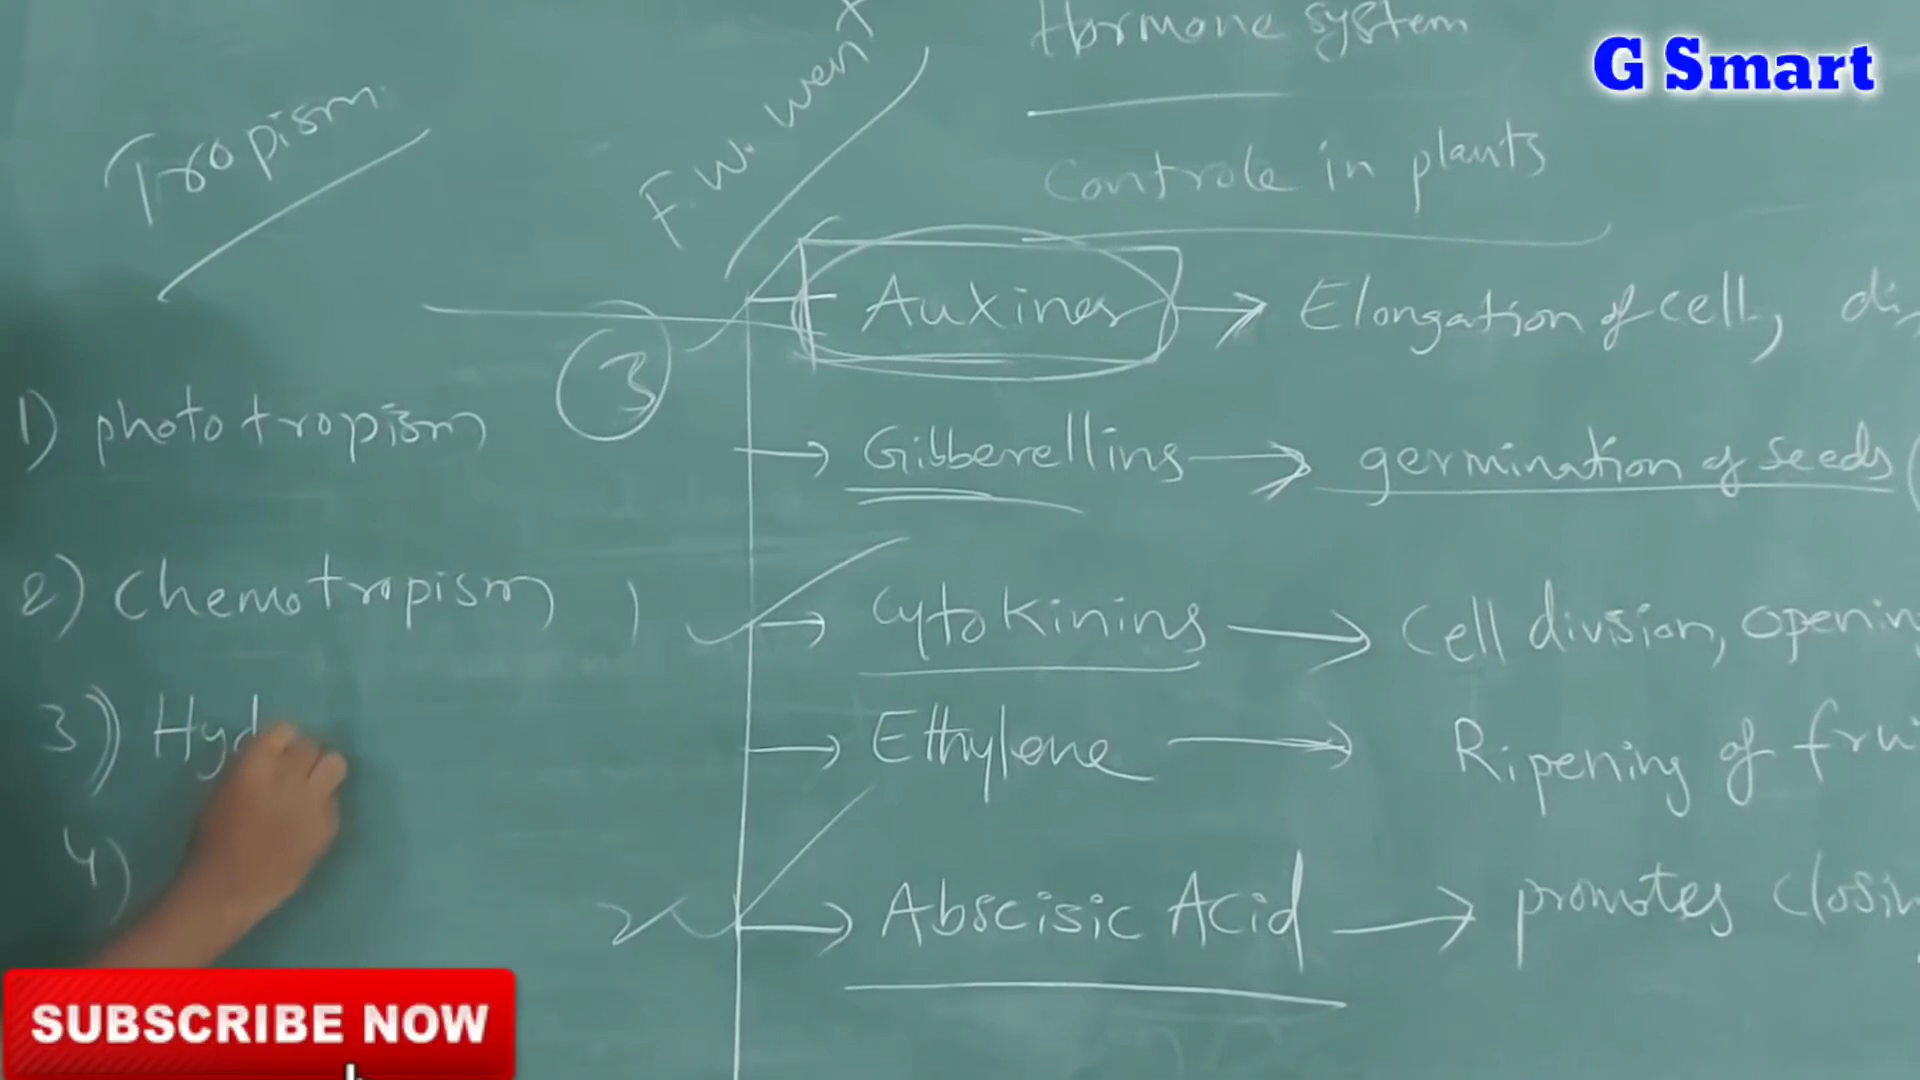 Hormone system
G Smart
Controle in plants
F.W. went
Tropism
Auxines → Elongation of cell,
3
1) phototropism
Gibberellins → germination of seeds
2) Chemotropism
→ Cytokinins → Cell division, opening
3) Hyd
→ Ethylene → Ripening of
4)
→ Abscisic Acid → promotes
SUBSCRIBE NOW